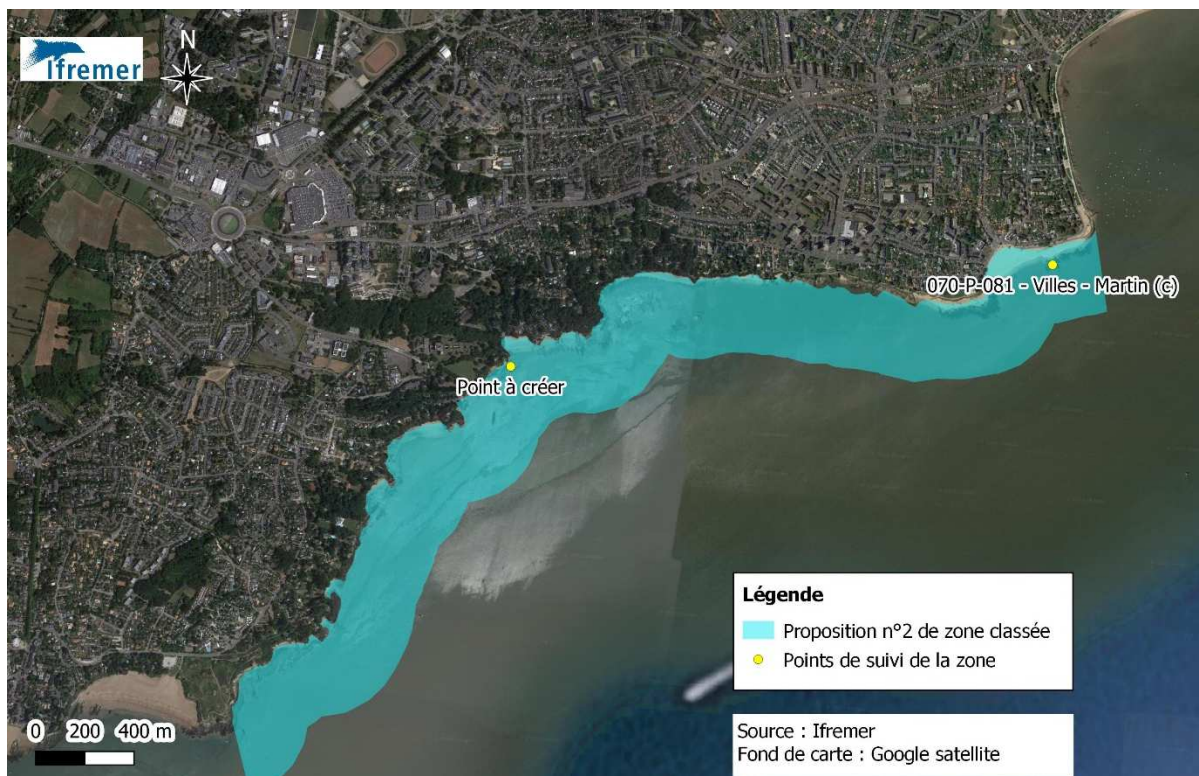 Ifremer
N
070-P-081 - Villes - Martin (c)
Point à créer
Légende
Proposition n°2 de zone classée
Points de suivi de la zone
0 200 400 m
Source : Ifremer
Fond de carte : Google satellite